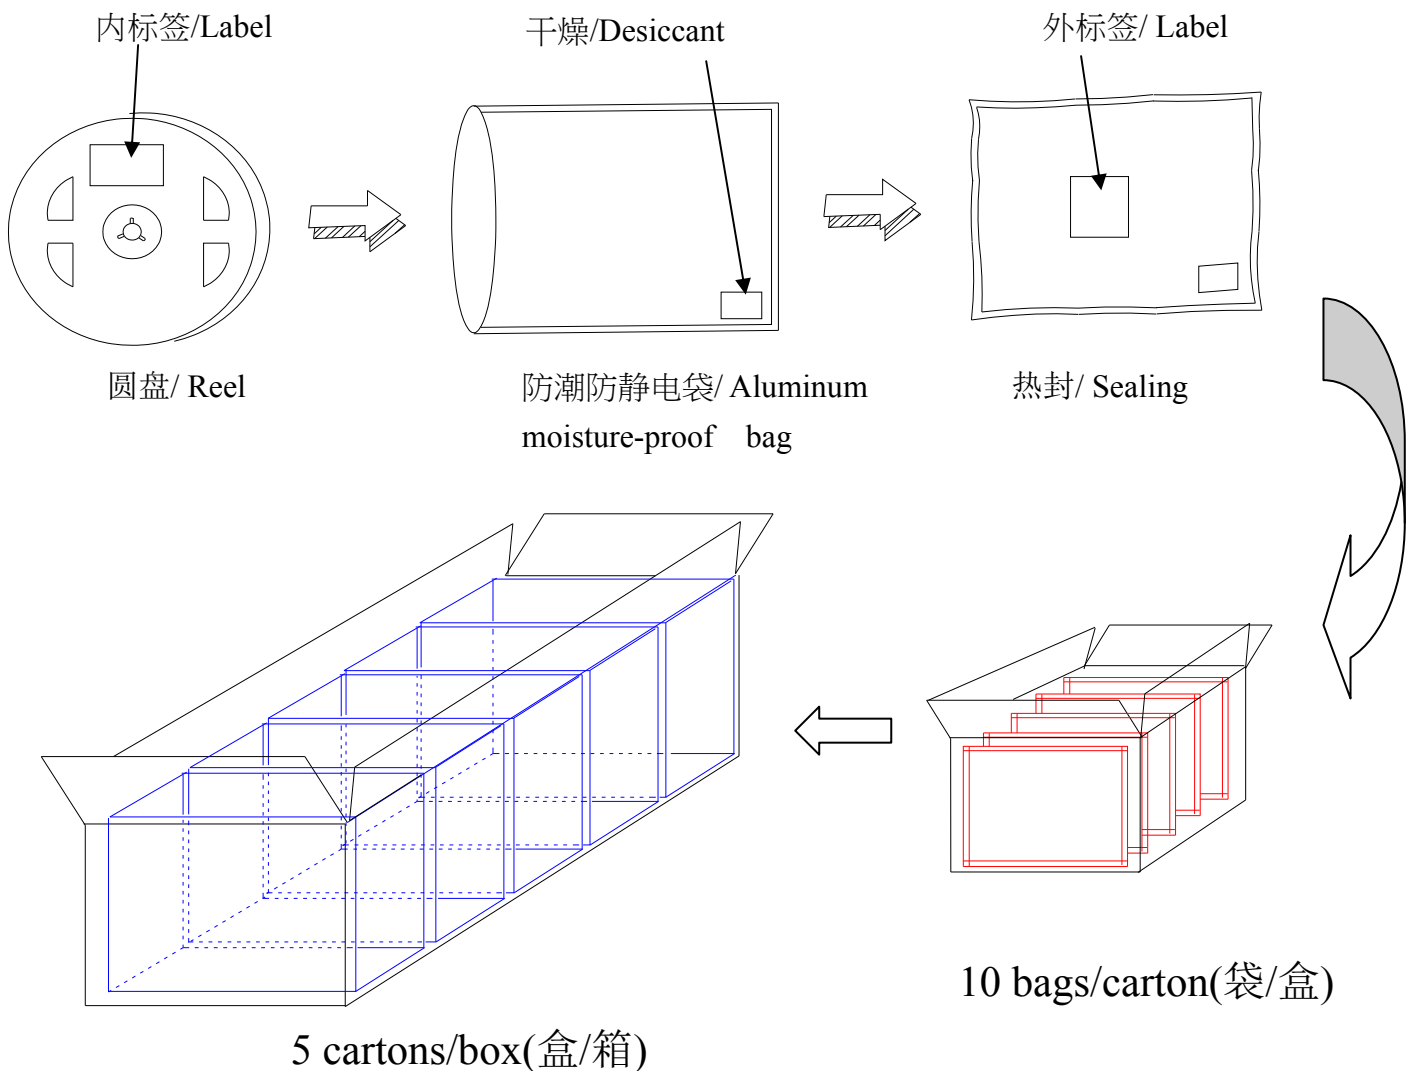 内标签/Label
干燥/Desiccant
外标签/ Label
圆盘/ Reel
防潮防静电袋/ Aluminum
moisture-proof bag
热封/ Sealing
10 bags/carton(袋/盒)
5 cartons/box(盒/箱)